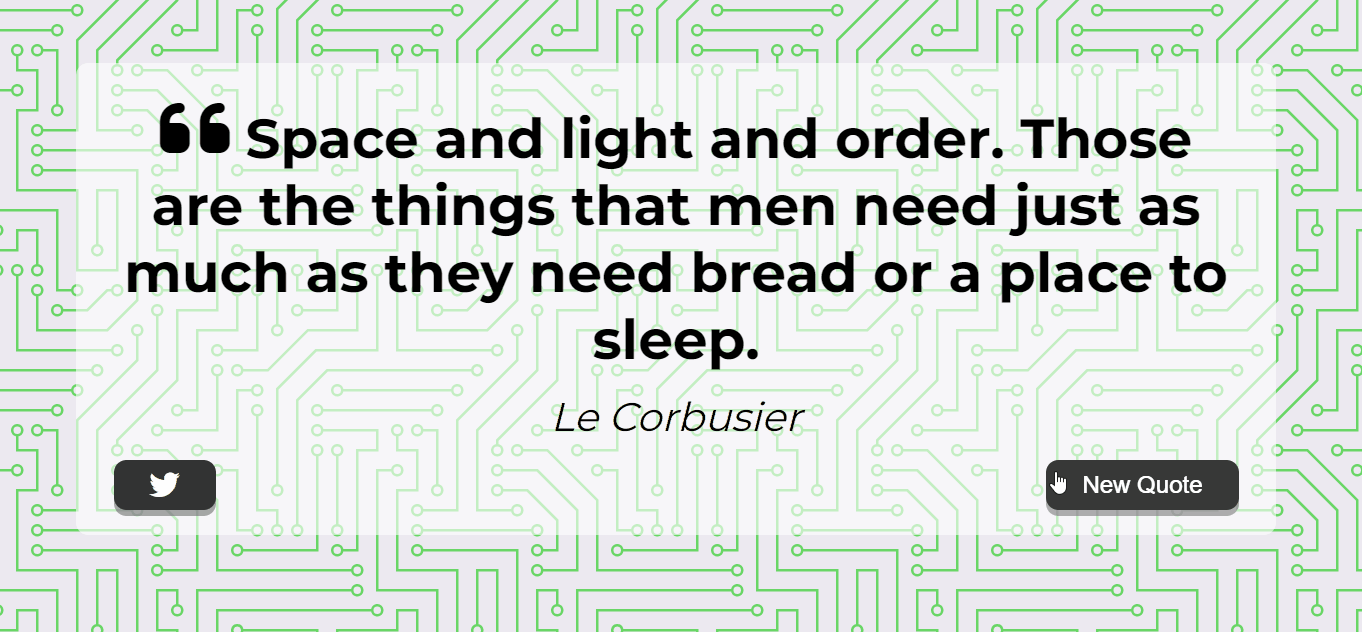 ❝ Space and light and order. Those
are the things that men need just as
much as they need bread or a place to
sleep.
Le Corbusier
New Quote